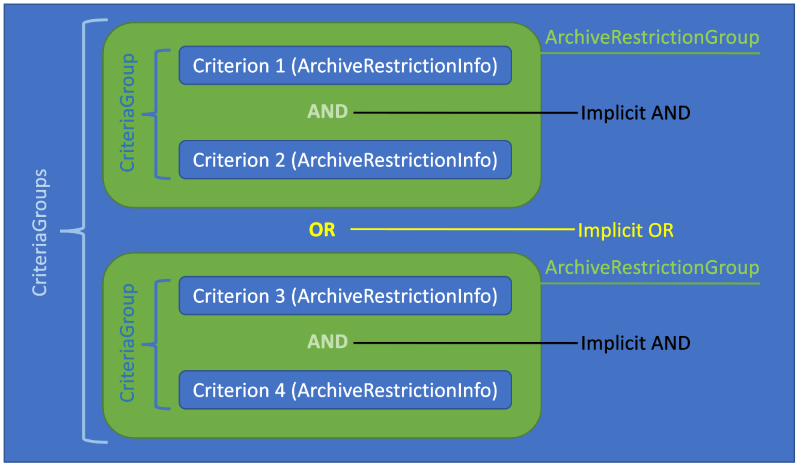 CriteriaGroups
ArchiveRestrictionGroup
CriteriaGroup
Criterion 1 (ArchiveRestrictionInfo)
AND
Implicit AND
Criterion 2 (ArchiveRestrictionInfo)
OR
Implicit OR
ArchiveRestrictionGroup
CriteriaGroup
Criterion 3 (ArchiveRestrictionInfo)
AND
Implicit AND
Criterion 4 (ArchiveRestrictionInfo)